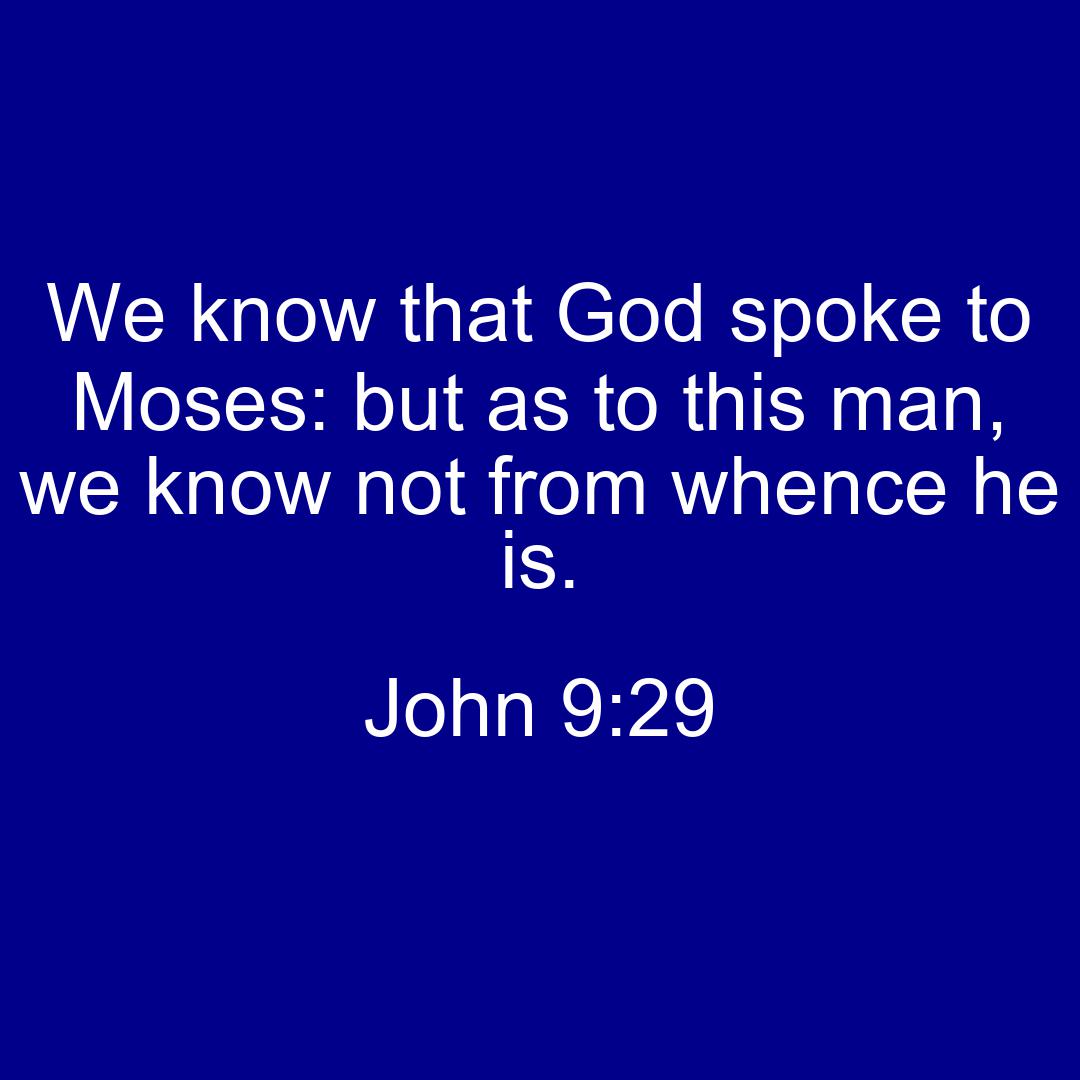 We know that God spoke to
Moses: but as to this man,
we know not from whence he
is.
John 9:29